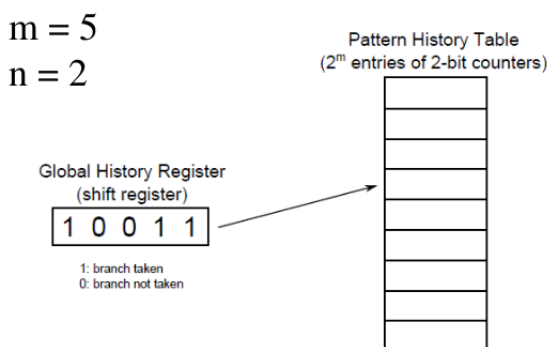 m = 5
n = 2
Pattern History Table
(2^m entries of 2-bit counters)
Global History Register
(shift register)
1 0 0 1 1
1: branch taken
0: branch not taken